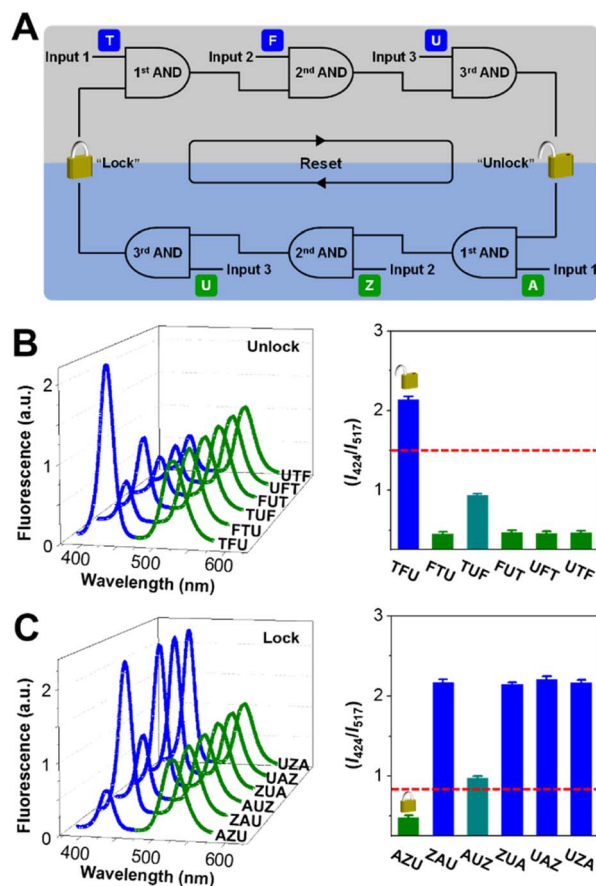 A
T
F
U
Input 1
1st AND
Input 2
2nd AND
Input 3
3rd AND
"Lock"
Reset
"Unlock"
3rd AND
Input 3
2nd AND
Input 2
1st AND
Input 1
U
Z
A
B
Unlock
Fluorescence (a.u.)
2
1
0
400
500
600
Wavelength (nm)
UTF
UFT
FUT
TUF
FTU
TFU
(I424/I517)
3
2
1
TFU
FTU
TUF
FUT
UFT
UTF
C
Lock
Fluorescence (a.u.)
2
1
0
400
500
600
Wavelength (nm)
UZA
UAZ
ZUA
AUZ
ZAU
AZU
(I424/I517)
3
2
1
AZU
ZAU
AUZ
ZUA
UAZ
UZA